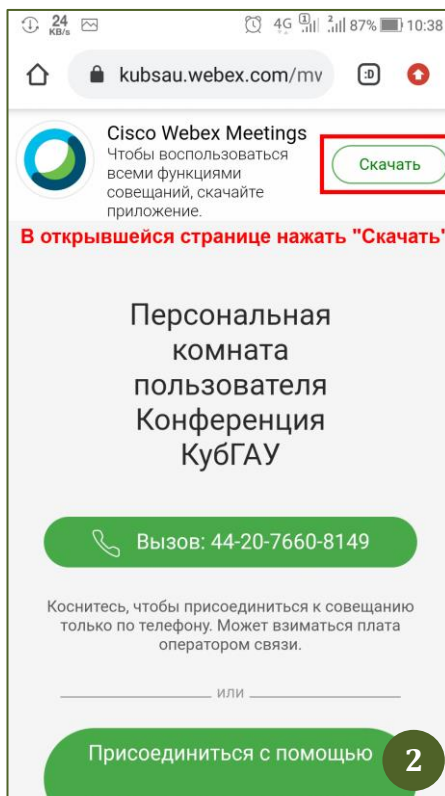 24
KB/s
4G 1 2 87% 10:38
kubsau.webex.com/mv :D
Cisco Webex Meetings
Чтобы воспользоваться
всеми функциями
совещаний, скачайте
приложение.
Скачать
В открывшейся странице нажать "Скачать"
Персональная
комната
пользователя
Конференция
КубГАУ
Вызов: 44-20-7660-8149
Коснитесь, чтобы присоединиться к совещанию
только по телефону. Может взиматься плата
оператором связи.
или
Присоединиться с помощью
2